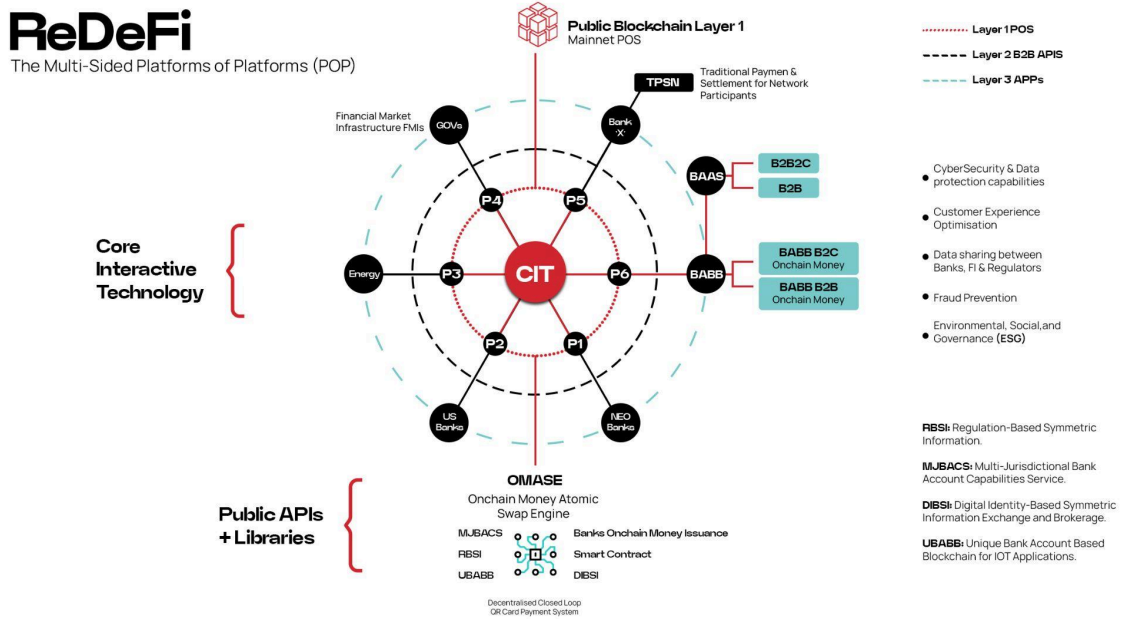 ReDeFi
The Multi-Sided Platforms of Platforms (POP)
Public Blockchain Layer 1
Mainnet POS
Layer 1 POS
Layer 2 B2B APIS
Layer 3 APPs
TPSN
Traditional Paymen &
Settlement for Network
Participants
Financial Market
Infrastructure FMIs
GOVs
Bank
'X'
BAAS
B2B2C
B2B
P4
P5
Core
Interactive
Technology
Energy
P3
CIT
P6
BABB
BABB B2C
Onchain Money
BABB B2B
Onchain Money
P2
P1
US
Banks
NEO
Banks
CyberSecurity & Data
protection capabilities
Customer Experience
Optimisation
Data sharing between
Banks, FI & Regulators
Fraud Prevention
Environmental, Social,and
Governance (ESG)
Public APIs
+ Libraries
OMASE
Onchain Money Atomic
Swap Engine
MJBACS
Banks Onchain Money Issuance
RBSI
Smart Contract
UBABB
DIBSI
Decentralised Closed Loop
QR Card Payment System
RBSI: Regulation-Based Symmetric
Information.
MJBACS: Multi-Jurisdictional Bank
Account Capabilities Service.
DIBSI: Digital Identity-Based Symmetric
Information Exchange and Brokerage.
UBABB: Unique Bank Account Based
Blockchain for IOT Applications.